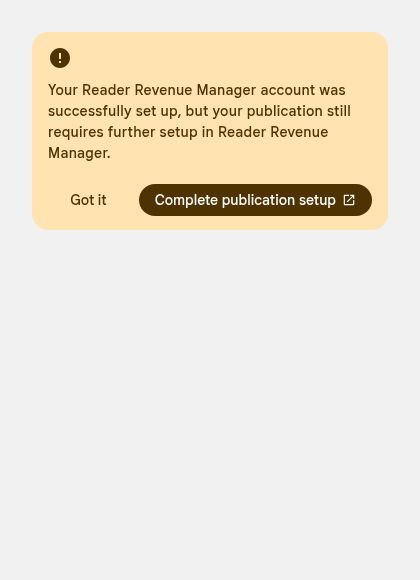 Your Reader Revenue Manager account was
successfully set up, but your publication still
requires further setup in Reader Revenue
Manager.
Got it
Complete publication setup